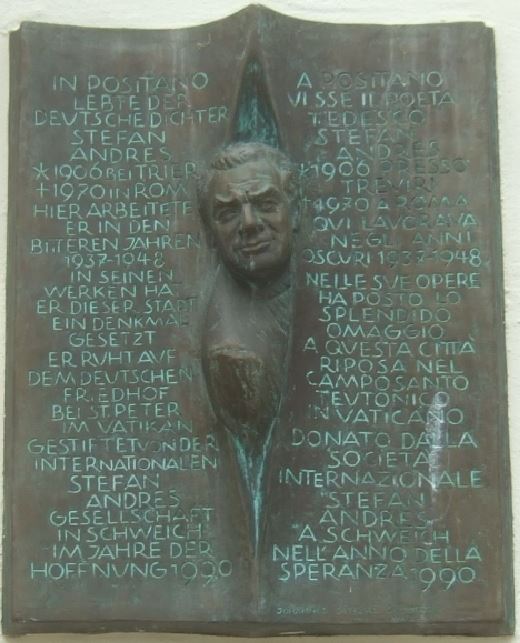 IN POSITANO
LEBTE DER
DEUTSCHE DICHTER
STEFAN
ANDRES
*1906 BEI TRIER
+1970 IN ROM
HIER ARBEITETE
ER IN DEN
BITTEREN JAHREN
1937-1948
IN SEINEN
WERKEN HAT
ER DIESER STADT
EIN DENKMAL
GESETZT
ER RUHT AUF
DEM DEUTSCHEN
FRIEDHOF
BEI ST. PETER
IM VATIKAN
GESTIFTET VON DER
INTERNATIONALEN
STEFAN
ANDRES
GESELLSCHAFT
IN SCHWEICH
IM JAHRE DER
HOFFNUNG 1990
A POSITANO
VISSE IL POETA
TEDESCO
STEFAN
ANDRES
*1906 PRESSO
TREVIRI
+1970 A ROMA
QUI LAVORAVA
NEGLI ANNI
OSCURI 1937-1948
NELLE SUE OPERE
HA POSTO LO
SPLENDIDO
OMAGGIO
A QUESTA CITTA
RIPOSA NEL
CAMPOSANTO
TEUTONICO
IN VATICANO
DONATO DALLA
SOCIETA
INTERNAZIONALE
STEFAN
ANDRES
A SCHWEICH
NELL'ANNO DELLA
SPERANZA 1990